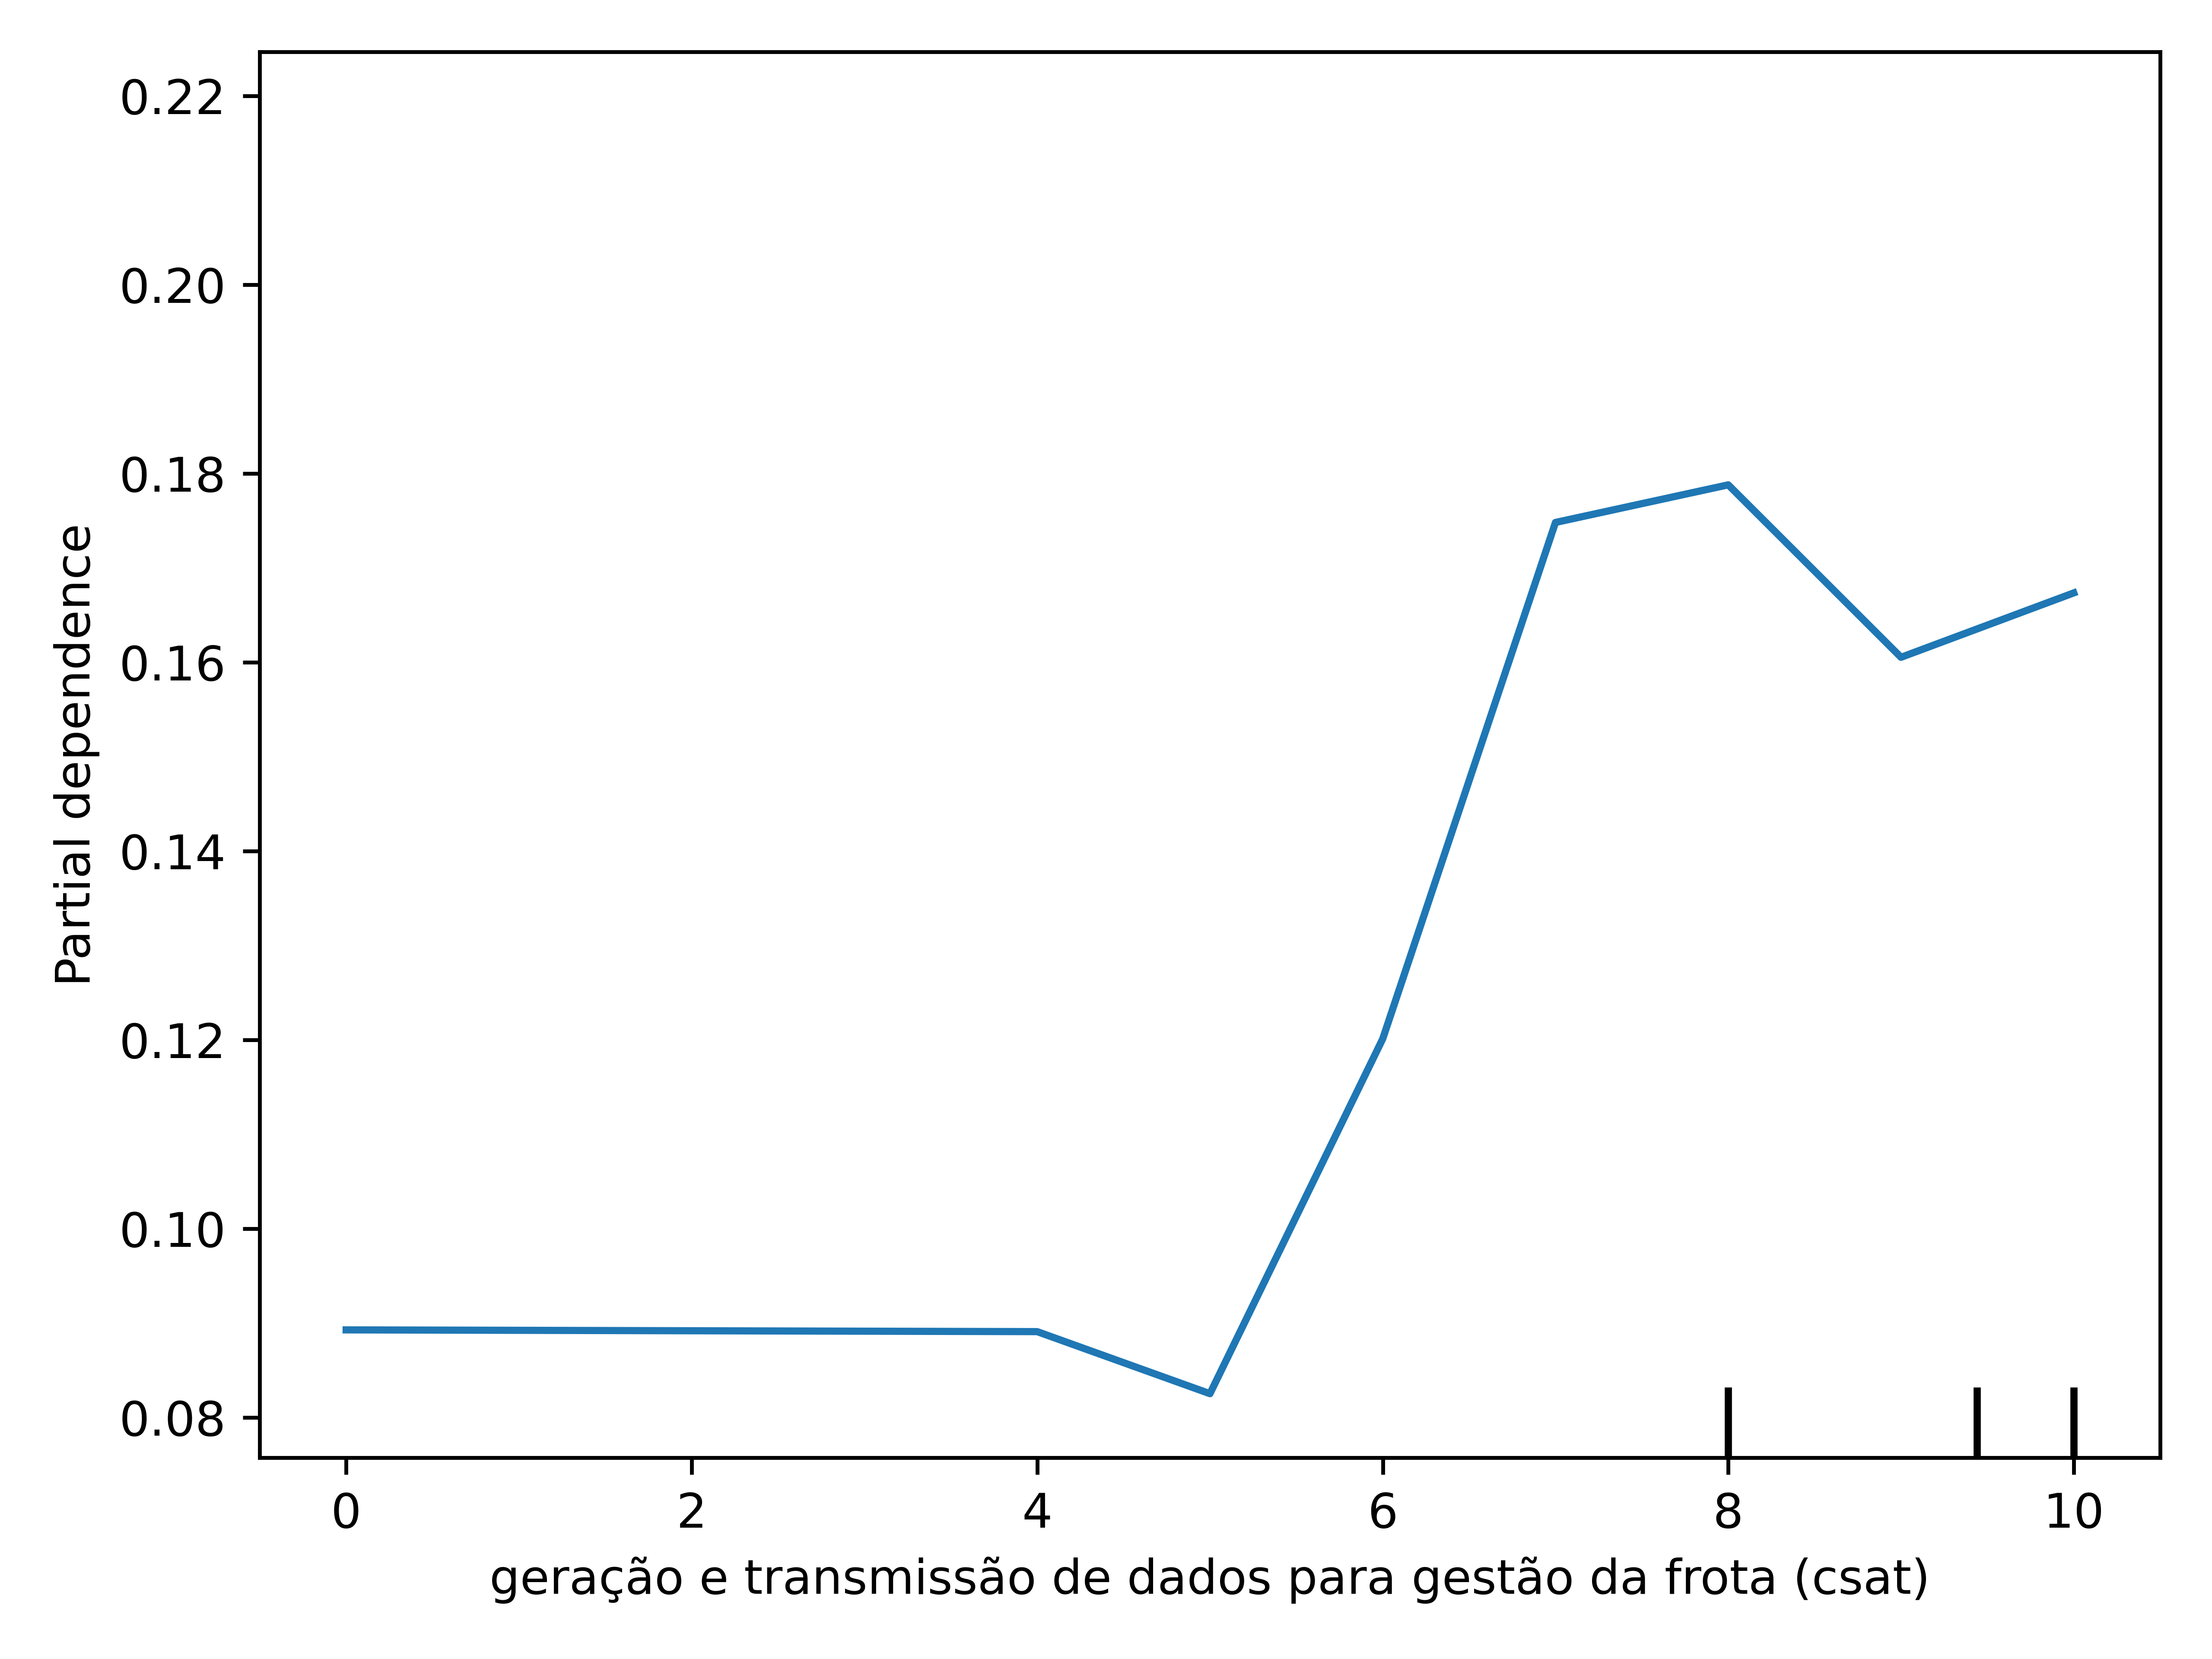 0.22
0.20
0.18
0.16
0.14
0.12
0.10
0.08
Partial dependence
0 2 4 6 8 10
geração e transmissão de dados para gestão da frota (csat)